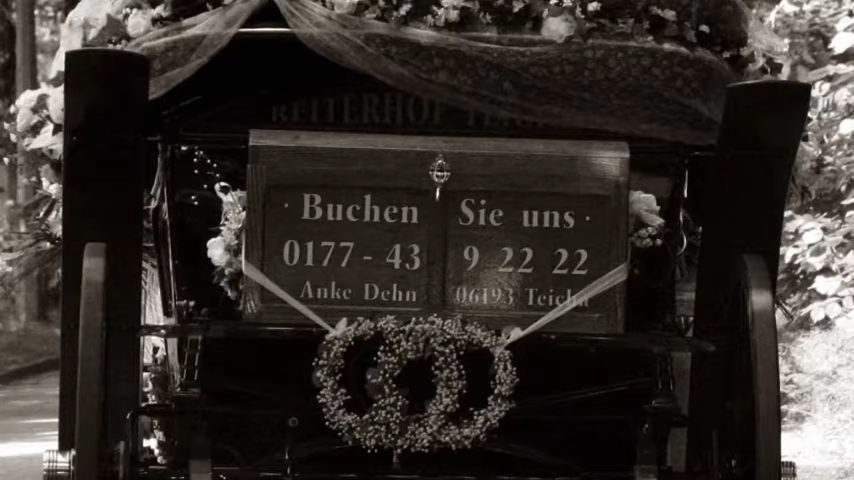 REITERHOF
· Buchen Sie uns ·
0177 - 43 9 22 22
Anke Dehn 06193 Teicha